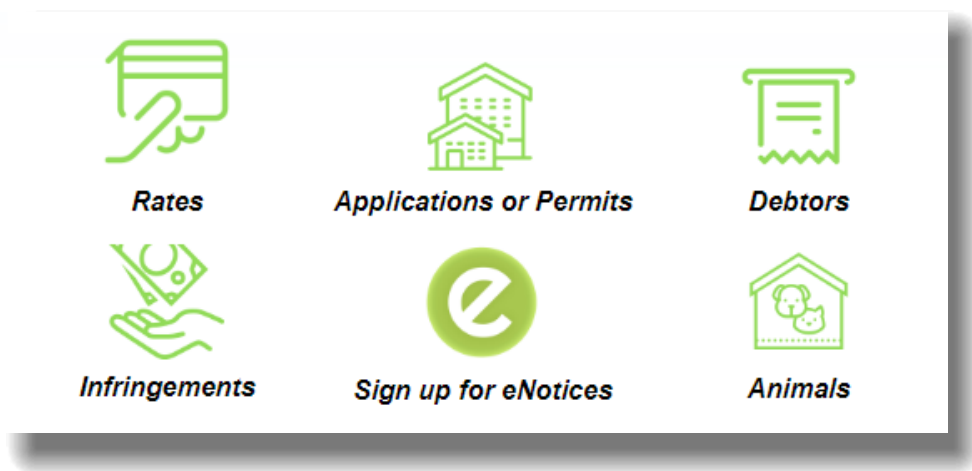 Rates
Applications or Permits
Debtors
e
Infringements
Sign up for eNotices
Animals